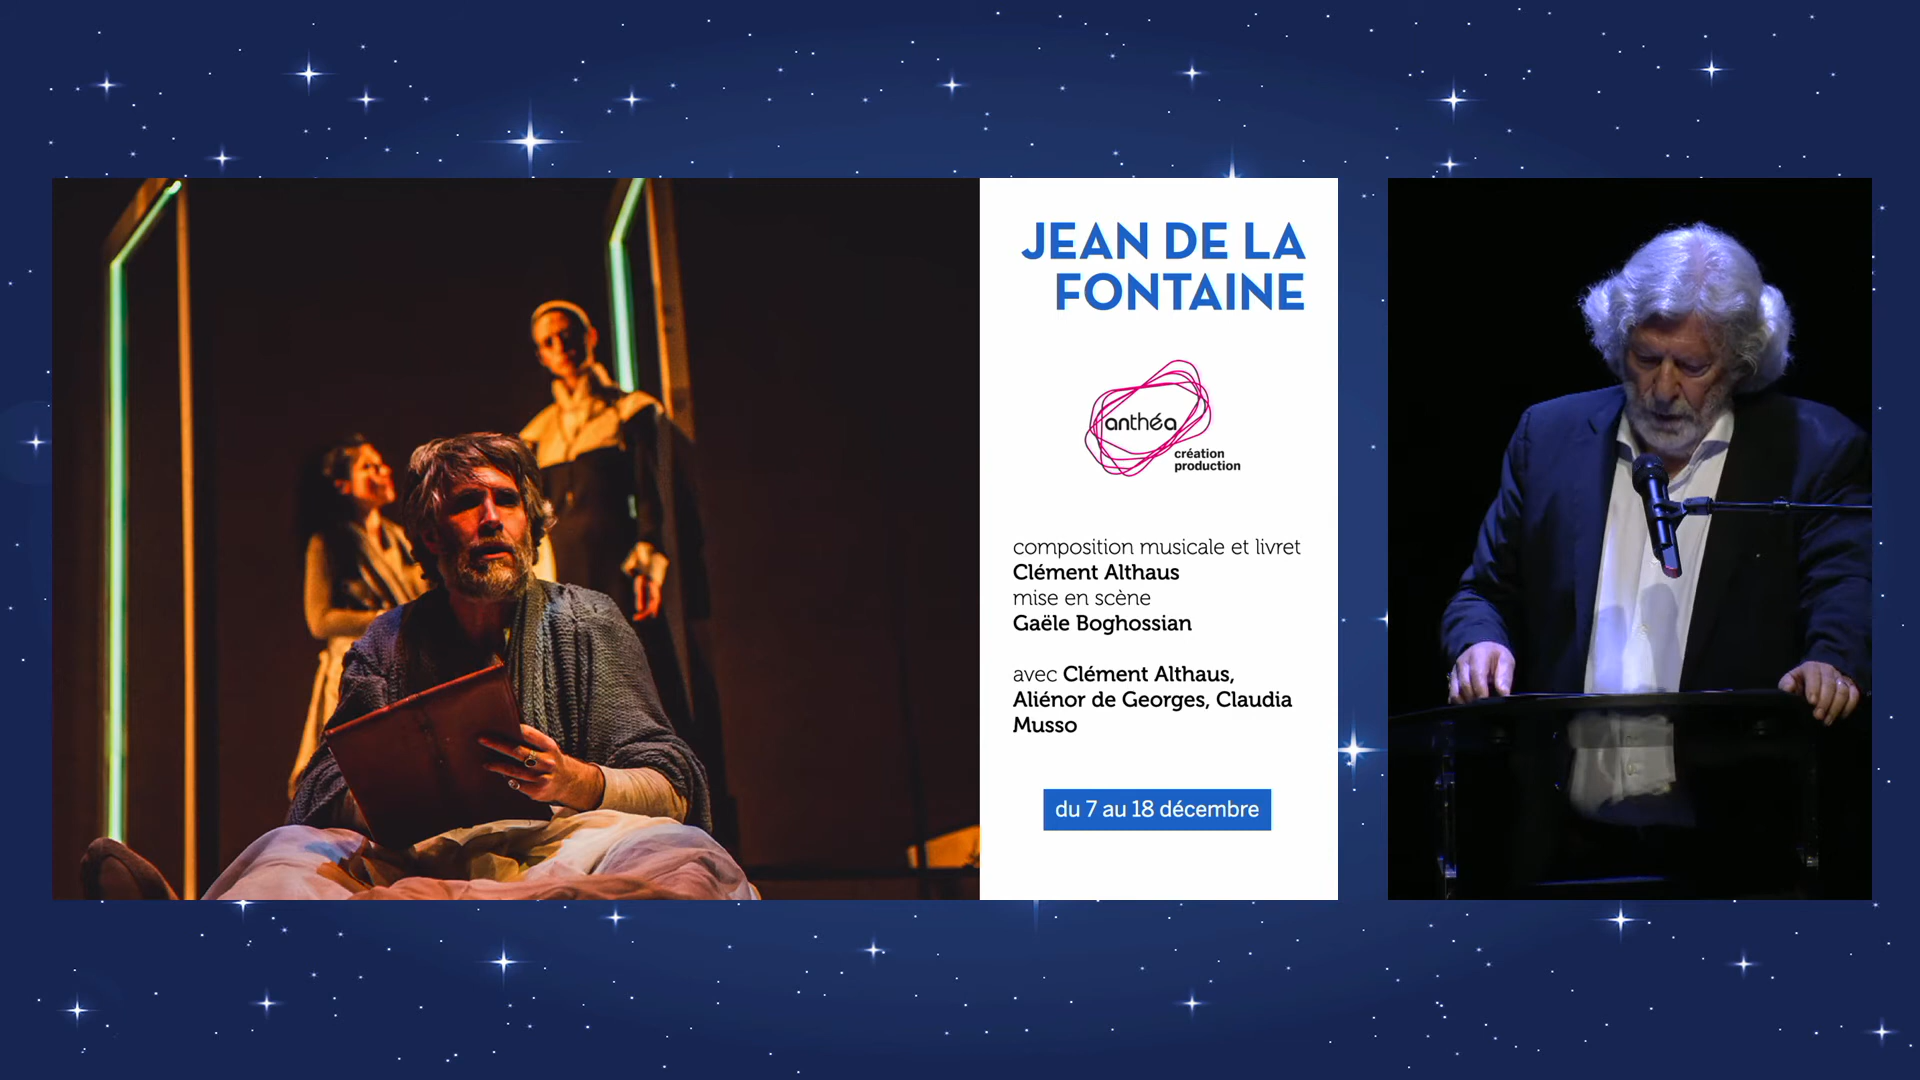 JEAN DE LA
FONTAINE
anthéa
création
production
composition musicale et livret
Clément Althaus
mise en scène
Gaële Boghossian
avec Clément Althaus,
Aliénor de Georges, Claudia
Musso
du 7 au 18 décembre